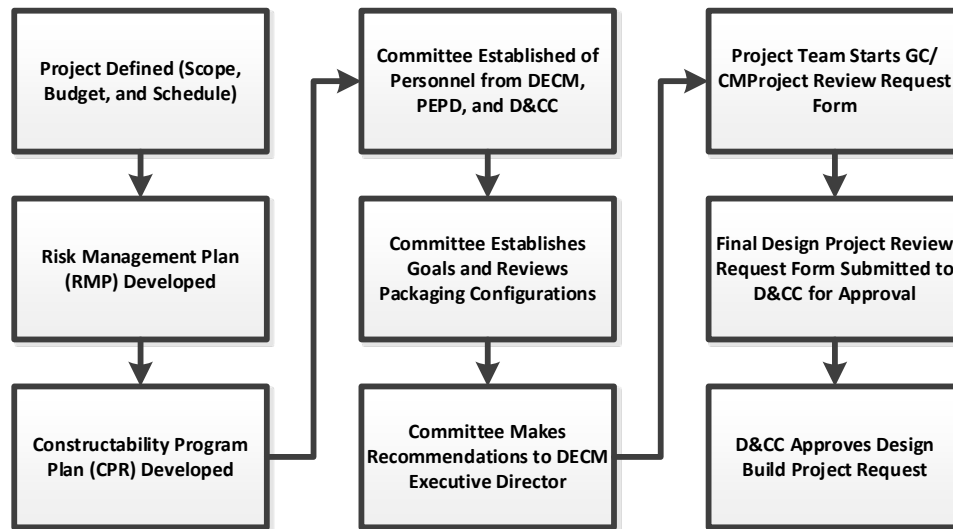 Project Defined (Scope,
Budget, and Schedule)
Risk Management Plan
(RMP) Developed
Constructability Program
Plan (CPR) Developed
Committee Established of
Personnel from DECM,
PEPD, and D&CC
Committee Establishes
Goals and Reviews
Packaging Configurations
Committee Makes
Recommendations to DECM
Executive Director
Project Team Starts GC/
CMProject Review Request
Form
Final Design Project Review
Request Form Submitted to
D&CC for Approval
D&CC Approves Design
Build Project Request